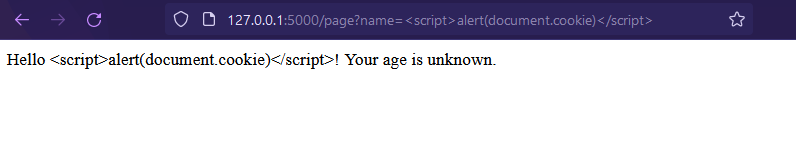 127.0.0.1:5000/page?name=<script>alert(document.cookie)</script>
Hello <script>alert(document.cookie)</script>! Your age is unknown.